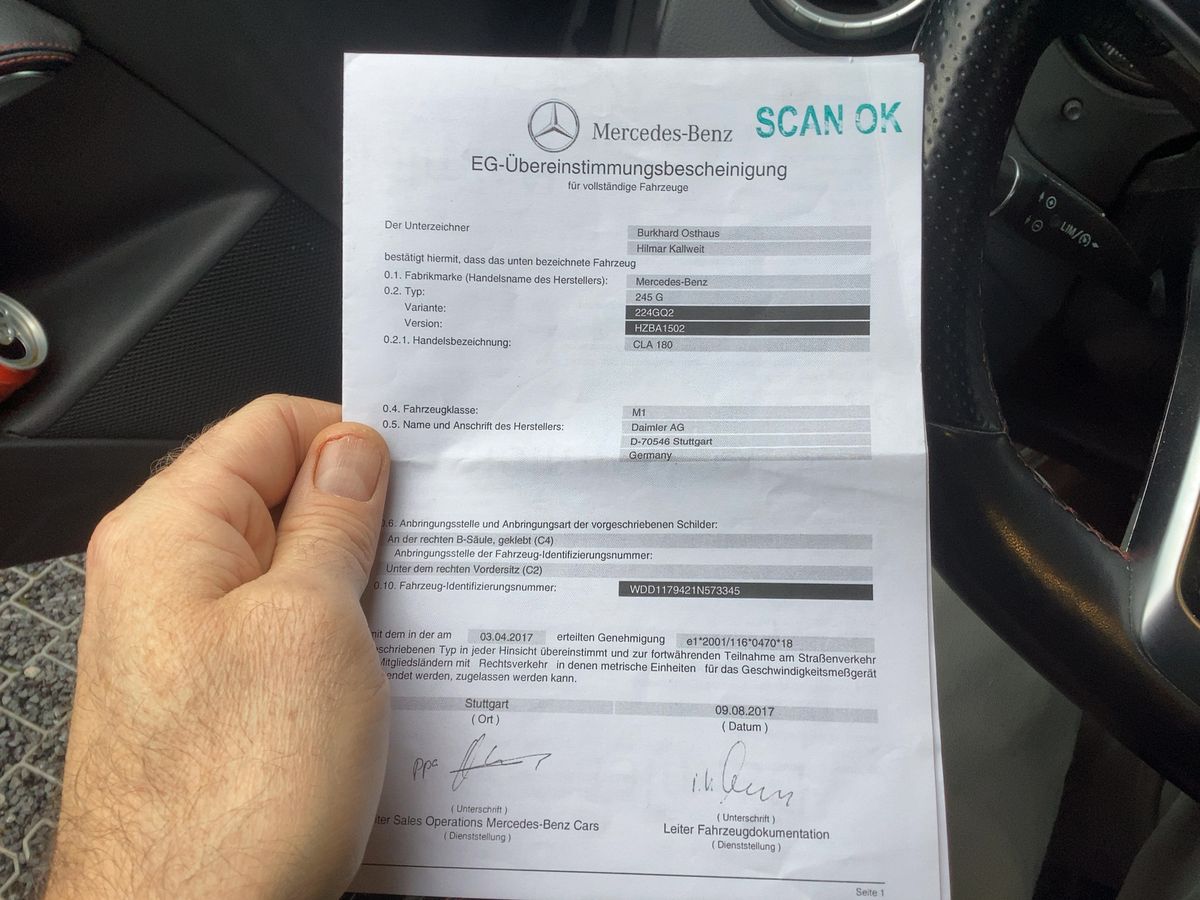 Mercedes-Benz SCAN OK
EG-Übereinstimmungsbescheinigung
für vollständige Fahrzeuge
Der Unterzeichner Burkhard Osthaus
Hilmar Kallweit
bestätigt hiermit, dass das unten bezeichnete Fahrzeug
0.1. Fabrikmarke (Handelsname des Herstellers): Mercedes-Benz
0.2. Typ: 245 G
Variante: 224GQ2
Version: HZBA1502
0.2.1. Handelsbezeichnung: CLA 180
0.4. Fahrzeugklasse: M1
0.5. Name und Anschrift des Herstellers: Daimler AG
D-70546 Stuttgart
Germany
.6. Anbringungsstelle und Anbringungsart der vorgeschriebenen Schilder:
An der rechten B-Säule, geklebt (C4)
Anbringungsstelle der Fahrzeug-Identifizierungsnummer:
Unter dem rechten Vordersitz (C2)
0.10. Fahrzeug-Identifizierungsnummer: WDD1179421N573345
mit dem in der am 03.04.2017 erteilten Genehmigung e1*2001/116*0470*18
schriebenen Typ in jeder Hinsicht übereinstimmt und zur fortwährenden Teilnahme am Straßenverkehr
Mitgliedsländern mit Rechtsverkehr in denen metrische Einheiten für das Geschwindigkeitsmeßgerät
endet werden, zugelassen werden kann.
Stuttgart 09.08.2017
( Ort ) ( Datum )
ppa i.V.
( Unterschrift ) ( Unterschrift )
iter Sales Operations Mercedes-Benz Cars Leiter Fahrzeugdokumentation
( Dienststellung ) ( Dienststellung )
Seite 1
LIM/